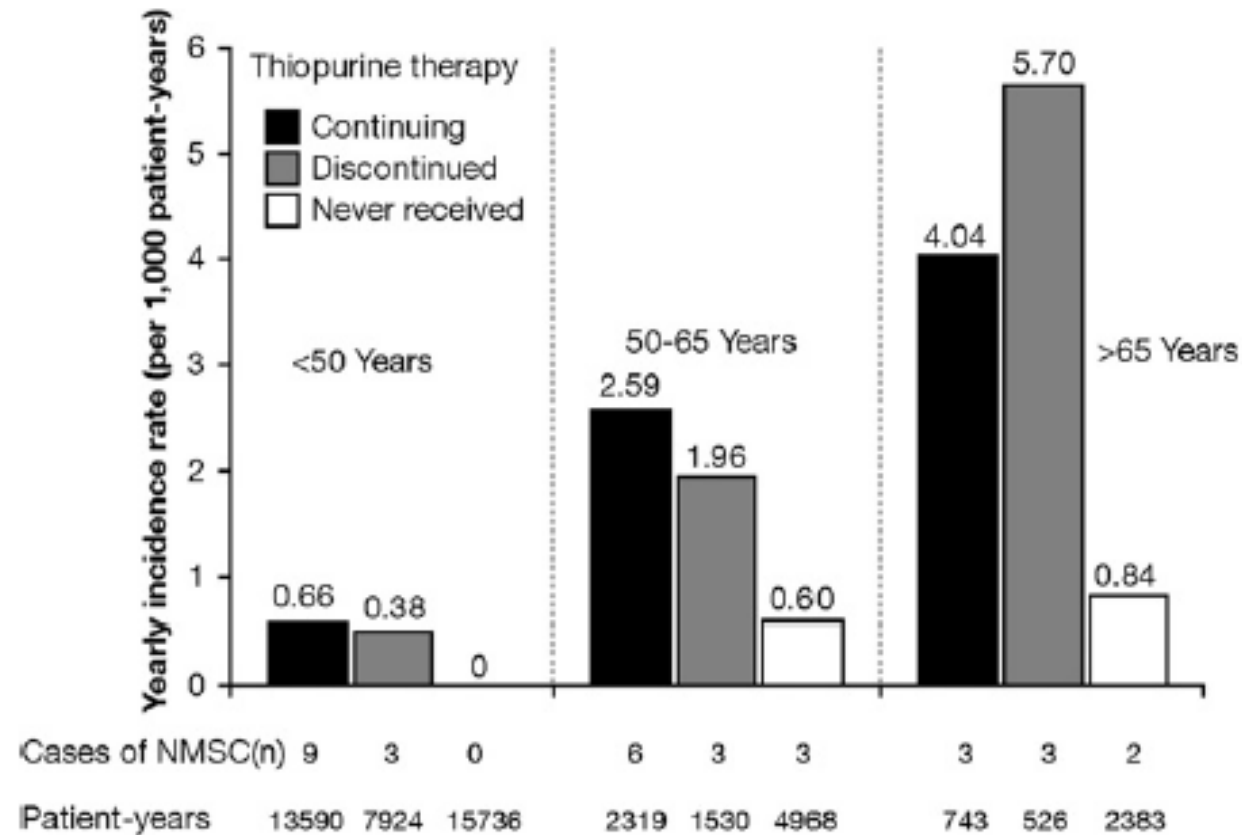 Yearly incidence rate (per 1,000 patient-years)
6
5
4
3
2
1
0
Thiopurine therapy
Continuing
Discontinued
Never received
<50 Years
0.66
0.38
0
50-65 Years
2.59
1.96
0.60
>65 Years
4.04
5.70
0.84
Cases of NMSC(n) 9 3 0 6 3 3 3 3 2
Patient-years 13590 7924 15736 2319 1530 4968 743 526 2383